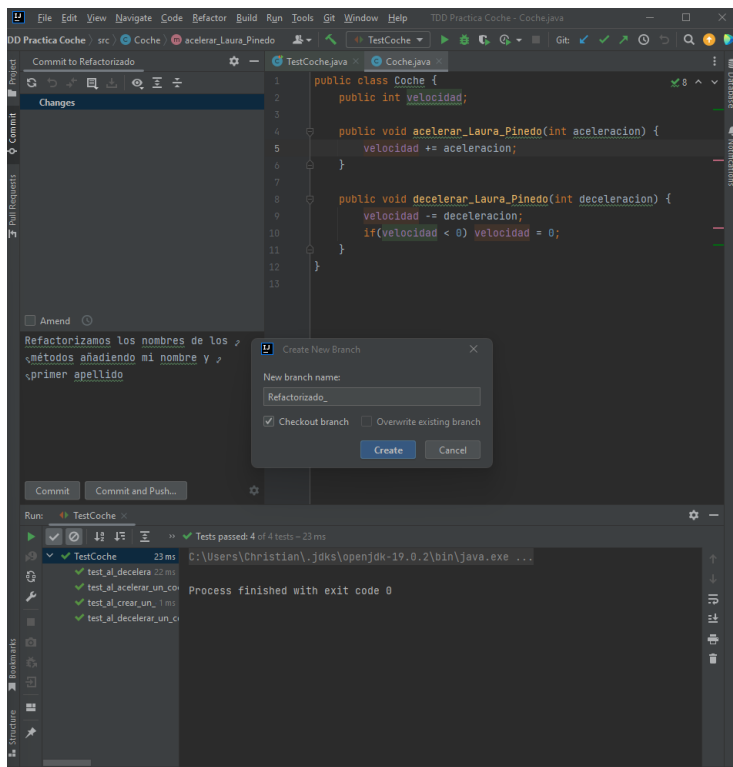 File Edit View Navigate Code Refactor Build Run Tools Git Window Help TDD Practica Coche - Coche.java
DD Practica Coche src Coche acelerar_Laura_Pinedo TestCoche Git:
Project
Commit
Pull Requests
Bookmarks
Structure
Commit to Refactorizado
Changes
Amend
Refactorizamos los nombres de los
métodos añadiendo mi nombre y
primer apellido
Commit Commit and Push...
TestCoche.java Coche.java
8
1 public class Coche {
2 public int velocidad;
3
4 public void acelerar_Laura_Pinedo(int aceleracion) {
5 velocidad += aceleracion;
6 }
7
8 public void decelerar_Laura_Pinedo(int deceleracion) {
9 velocidad -= deceleracion;
10 if(velocidad < 0) velocidad = 0;
11 }
12 }
13
Database
Notifications
Create New Branch
New branch name:
Refactorizado_
Checkout branch Overwrite existing branch
Create Cancel
Run: TestCoche
Tests passed: 4 of 4 tests – 23 ms
TestCoche 23 ms
test_al_decelera 22 ms
test_al_acelerar_un_co
test_al_crear_un_ 1 ms
test_al_decelerar_un_c
C:\Users\Christian\.jdks\openjdk-19.0.2\bin\java.exe ...
Process finished with exit code 0